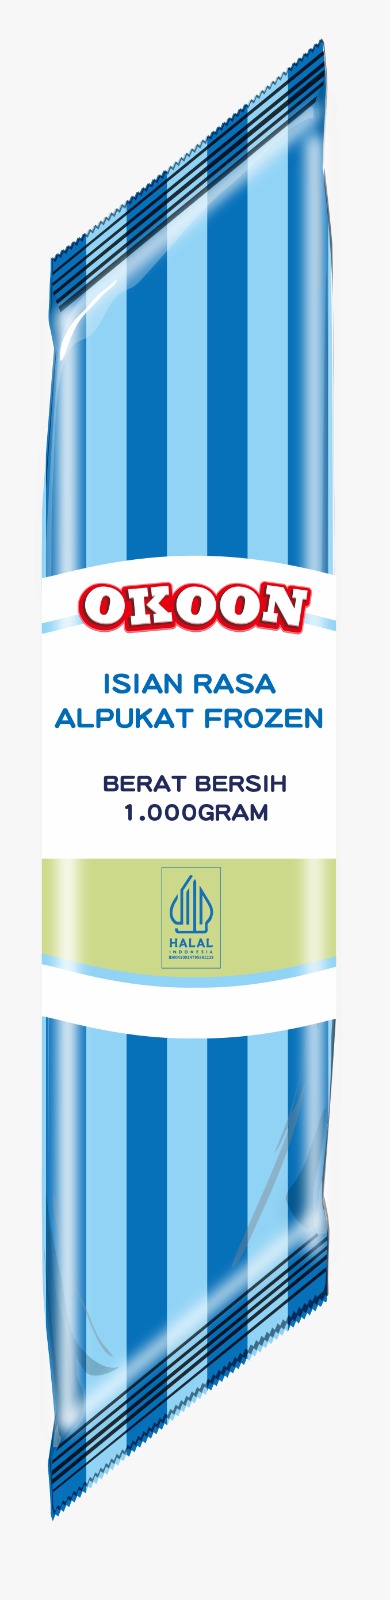 OKOON
ISIAN RASA
ALPUKAT FROZEN
BERAT BERSIH
1.000GRAM
HALAL
INDONESIA